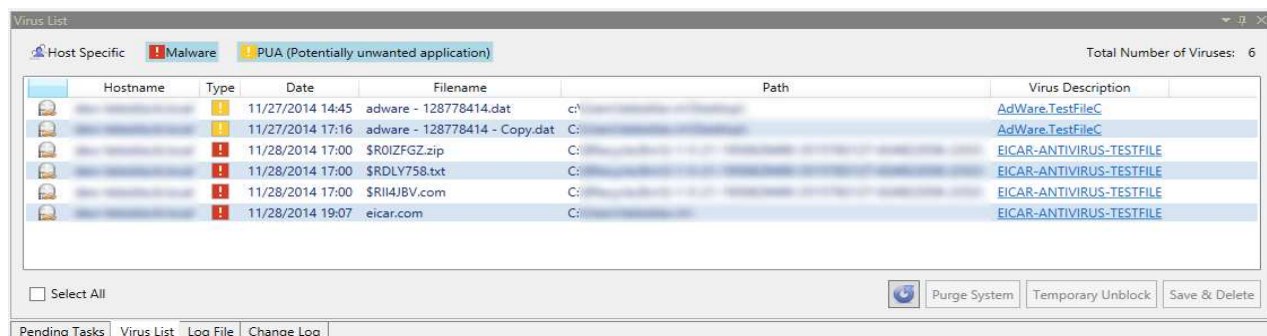 Virus List
Host Specific Malware PUA (Potentially unwanted application) Total Number of Viruses: 6
Hostname Type Date Filename Path Virus Description
11/27/2014 14:45 adware - 128778414.dat c:\ AdWare.TestFileC
11/27/2014 17:16 adware - 128778414 - Copy.dat C: AdWare.TestFileC
11/28/2014 17:00 $R0IZFGZ.zip C: EICAR-ANTIVIRUS-TESTFILE
11/28/2014 17:00 $RDLY758.txt C: EICAR-ANTIVIRUS-TESTFILE
11/28/2014 17:00 $RII4JBV.com C: EICAR-ANTIVIRUS-TESTFILE
11/28/2014 19:07 eicar.com C: EICAR-ANTIVIRUS-TESTFILE
Select All Purge System Temporary Unblock Save & Delete
Pending Tasks Virus List Log File Change Log